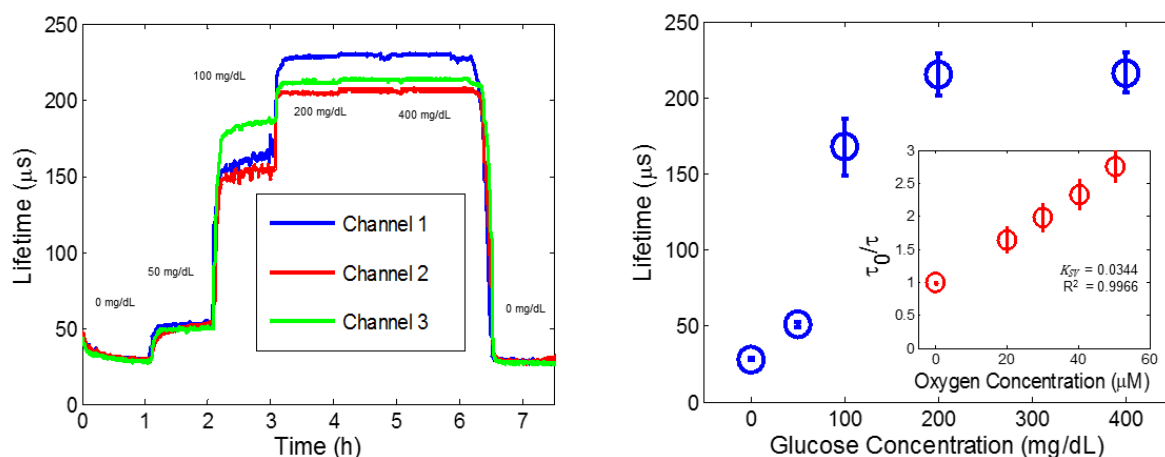 250
200
150
100
50
0
Lifetime (μs)
0 mg/dL
50 mg/dL
100 mg/dL
200 mg/dL
400 mg/dL
0 mg/dL
Channel 1
Channel 2
Channel 3
0 1 2 3 4 5 6 7
Time (h)
250
200
150
100
50
0
Lifetime (μs)
3
2.5
2
1.5
1
0.5
0
τ0/τ
KSV = 0.0344
R² = 0.9966
0 20 40 60
Oxygen Concentration (μM)
0 100 200 300 400
Glucose Concentration (mg/dL)